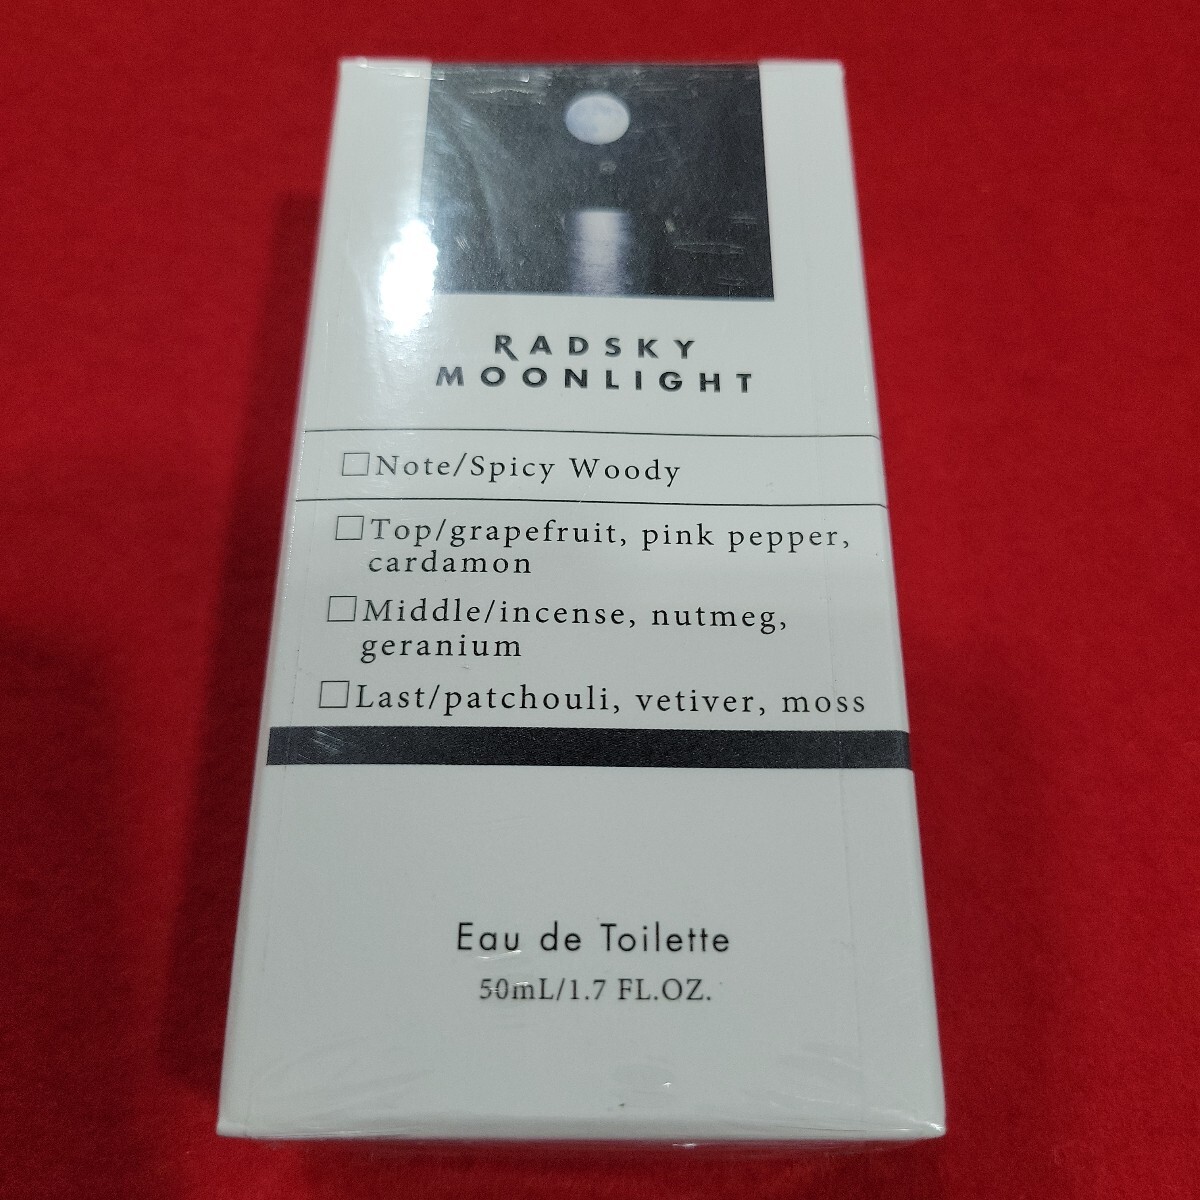 RADSKY
MOONLIGHT
□Note/Spicy Woody
□Top/grapefruit, pink pepper,
cardamon
□Middle/incense, nutmeg,
geranium
□Last/patchouli, vetiver, moss
Eau de Toilette
50mL/1.7 FL.OZ.